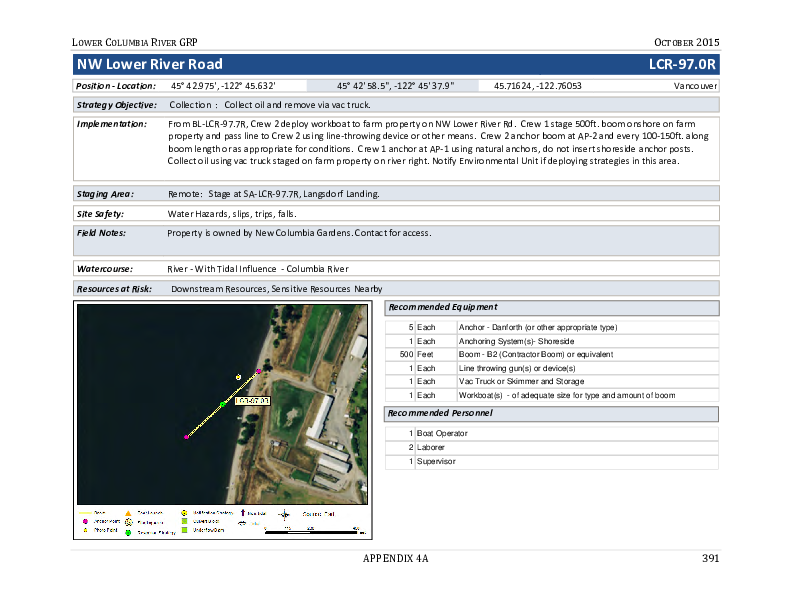 LOWER COLUMBIA RIVER GRP OCTOBER 2015
NW Lower River Road LCR-97.0R
Position - Location: 45° 42.975', -122° 45.632' 45° 42' 58.5", -122° 45'37.9" 45.71624, -122.76053 Vancouver
Strategy Objective: Collection : Collect oil and remove via vac truck.
Implementation: From BL-LCR-97.7R, Crew 2 deploy workboat to farm property on NW Lower River Rd. Crew 1 stage 500ft. boom onshore on farm
property and pass line to Crew 2 using line-throwing device or other means. Crew 2 anchor boom at AP-2 and every 100-150ft. along
boom length or as appropriate for conditions. Crew 1 anchor at AP-1 using natural anchors, do not insert shoreside anchor posts.
Collect oil using vac truck staged on farm property on river right. Notify Environmental Unit if deploying strategies in this area.
Staging Area: Remote: Stage at SA-LCR-97.7R, Langsdorf Landing.
Site Safety: Water Hazards, slips, trips, falls.
Field Notes: Property is owned by New Columbia Gardens. Contact for access.
Watercourse: River - With Tidal Influence - Columbia River
Resources at Risk: Downstream Resources, Sensitive Resources Nearby
Recommended Equipment
5 Each Anchor - Danforth (or other appropriate type)
1 Each Anchoring System(s)- Shoreside
500 Feet Boom - B2 (Contractor Boom) or equivalent
1 Each Line throwing gun(s) or device(s)
1 Each Vac Truck or Skimmer and Storage
1 Each Workboat(s) - of adequate size for type and amount of boom
Recommended Personnel
1 Boat Operator
2 Laborer
1 Supervisor
LCR-97.0R
Anchor Point
Photo Point
Notification Strategy
Underflow Dam
APPENDIX 4A 391